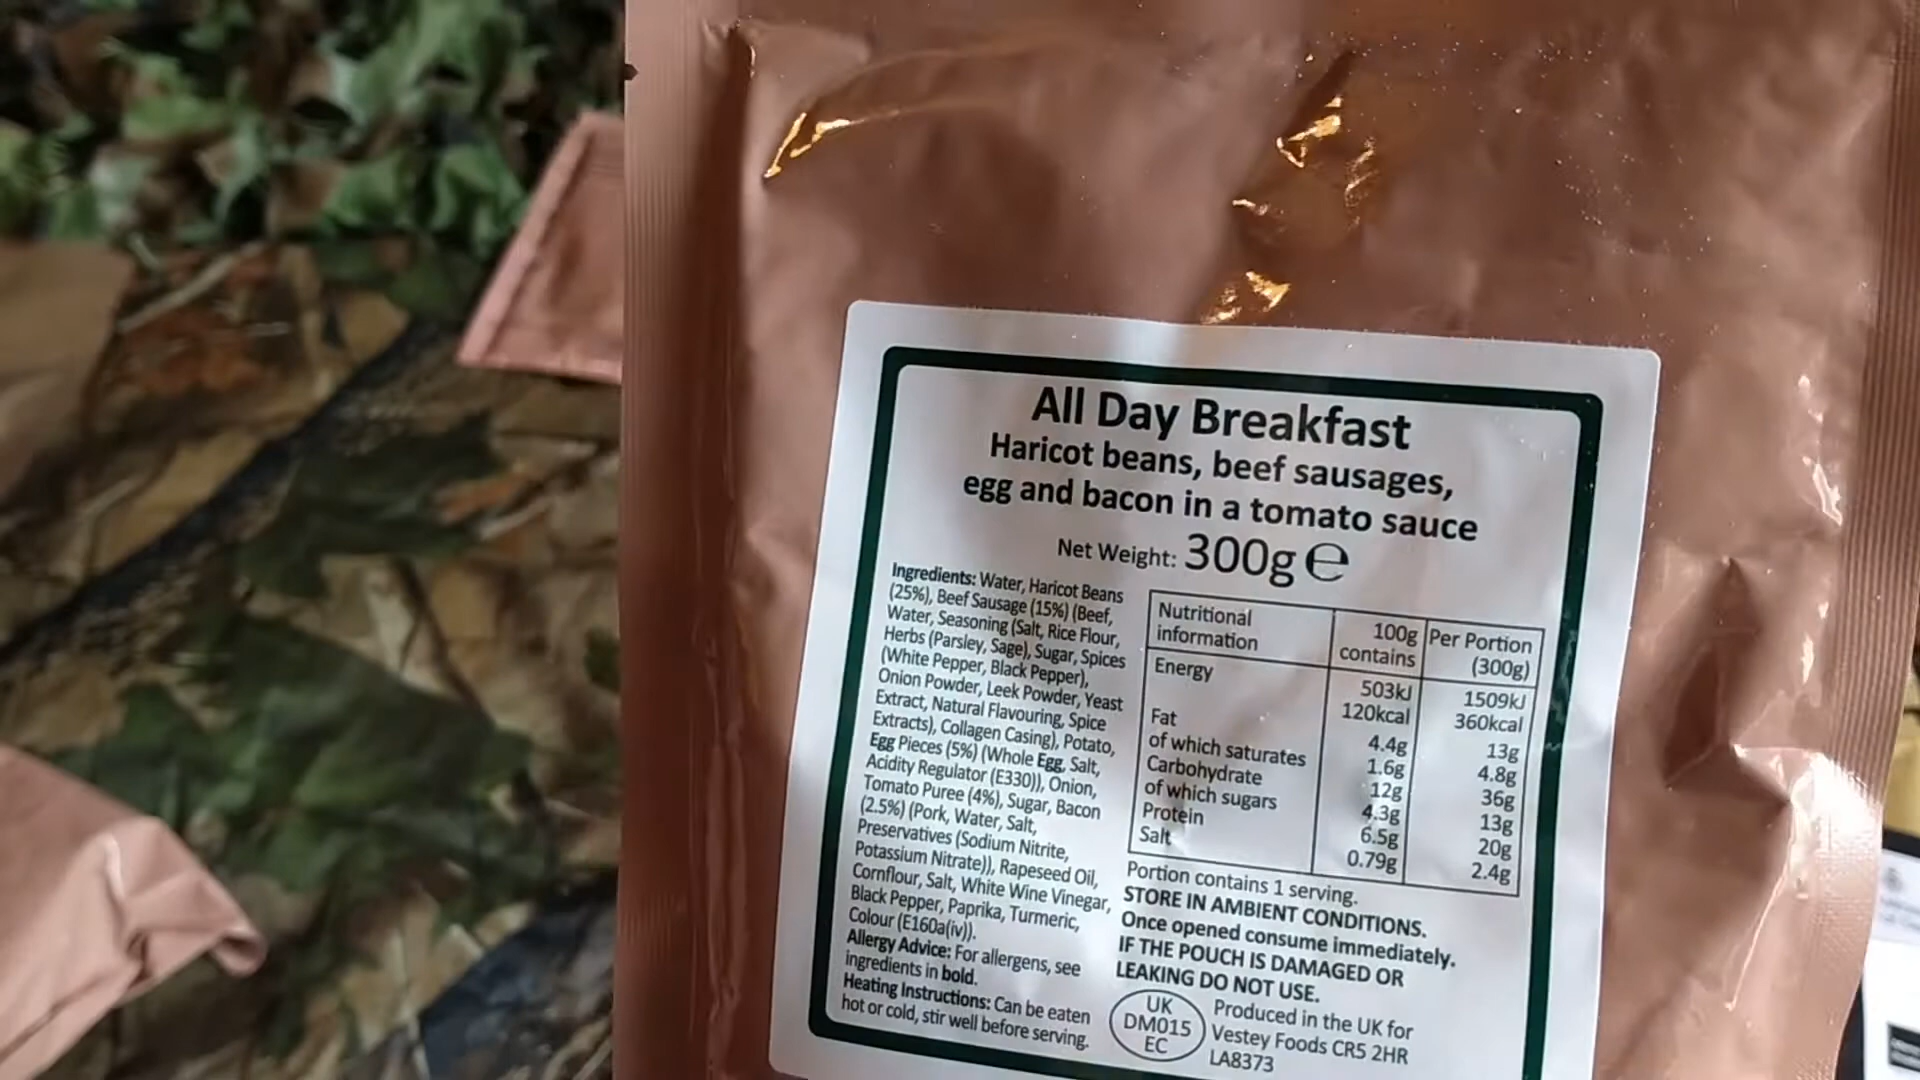 All Day Breakfast
Haricot beans, beef sausages,
egg and bacon in a tomato sauce
Net Weight: 300g ℮
Ingredients: Water, Haricot Beans
(25%), Beef Sausage (15%) (Beef,
Water, Seasoning (Salt, Rice Flour,
Herbs (Parsley, Sage), Sugar, Spices
(White Pepper, Black Pepper),
Onion Powder, Leek Powder, Yeast
Extract, Natural Flavouring, Spice
Extracts), Collagen Casing), Potato,
Egg Pieces (5%) (Whole Egg, Salt,
Acidity Regulator (E330)), Onion,
Tomato Puree (4%), Sugar, Bacon
(2.5%) (Pork, Water, Salt,
Preservatives (Sodium Nitrite,
Potassium Nitrate)), Rapeseed Oil,
Cornflour, Salt, White Wine Vinegar,
Black Pepper, Paprika, Turmeric,
Colour (E160a(iv)).
Allergy Advice: For allergens, see
ingredients in bold.
Heating Instructions: Can be eaten
hot or cold, stir well before serving.
Nutritional information 100g contains Per Portion (300g)
Energy 503kJ 1509kJ
120kcal 360kcal
Fat 4.4g 13g
of which saturates 1.6g 4.8g
Carbohydrate 12g 36g
of which sugars 4.3g 13g
Protein 6.5g 20g
Salt 0.79g 2.4g
Portion contains 1 serving.
STORE IN AMBIENT CONDITIONS.
Once opened consume immediately.
IF THE POUCH IS DAMAGED OR
LEAKING DO NOT USE.
UK
DM015
EC
Produced in the UK for
Vestey Foods CR5 2HR
LA8373